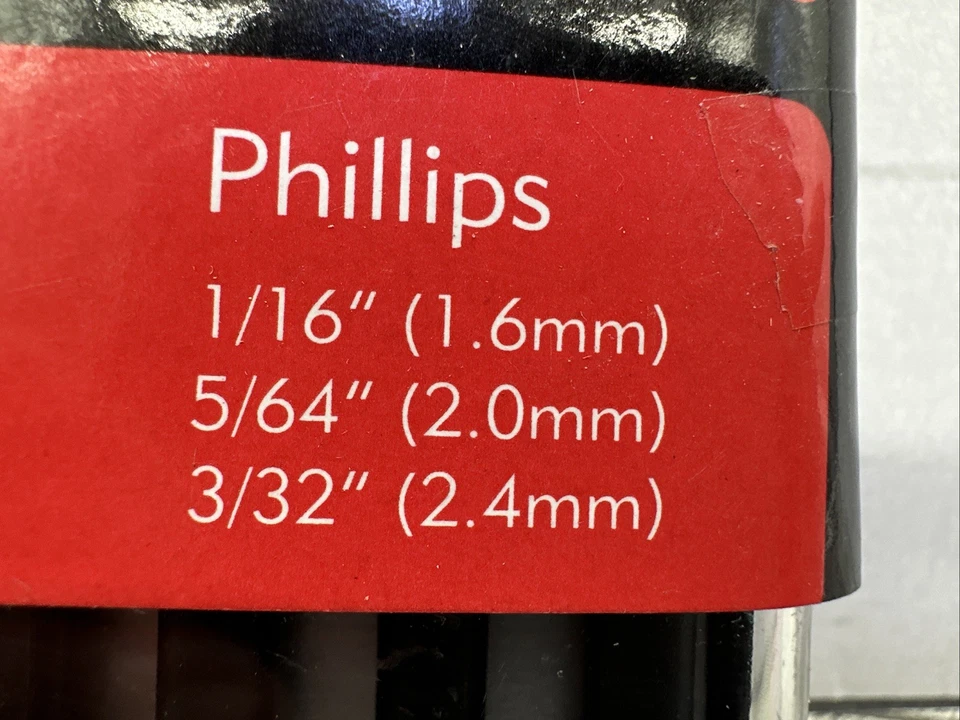 Phillips
1/16" (1.6mm)
5/64" (2.0mm)
3/32" (2.4mm)